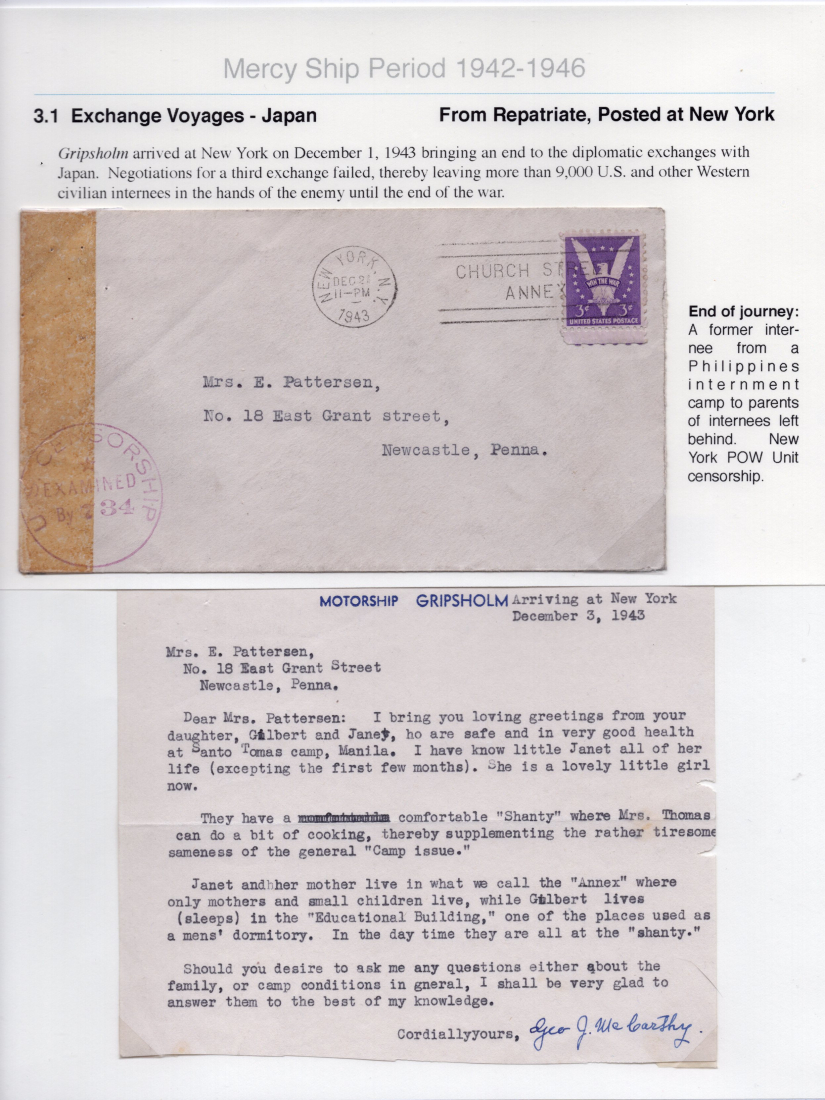 Mercy Ship Period 1942-1946
3.1 Exchange Voyages - Japan From Repatriate, Posted at New York
Gripsholm arrived at New York on December 1, 1943 bringing an end to the diplomatic exchanges with
Japan. Negotiations for a third exchange failed, thereby leaving more than 9,000 U.S. and other Western
civilian internees in the hands of the enemy until the end of the war.
NEW YORK, N.Y.
DEC
11-PM
1943
CHURCH STREET
ANNEX
WIN THE WAR
3¢ 3¢
UNITED STATES POSTAGE
Mrs. E. Pattersen,
No. 18 East Grant street,
Newcastle, Penna.
CENSORSHIP
EXAMINED
By 234
End of journey:
A former inter-
nee from a
Philippines
internment
camp to parents
of internees left
behind. New
York POW Unit
censorship.
MOTORSHIP GRIPSHOLM Arriving at New York
December 3, 1943
Mrs. E. Pattersen,
No. 18 East Grant Street
Newcastle, Penna.
Dear Mrs. Pattersen: I bring you loving greetings from your
daughter, Gilbert and Janet, ho are safe and in very good health
at Santo Tomas camp, Manila. I have know little Janet all of her
life (excepting the first few months). She is a lovely little girl
now.
They have a comfortable "Shanty" where Mrs. Thomas
can do a bit of cooking, thereby supplementing the rather tiresome
sameness of the general "Camp issue."
Janet andhher mother live in what we call the "Annex" where
only mothers and small children live, while Gilbert lives
(sleeps) in the "Educational Building," one of the places used as
a mens' dormitory. In the day time they are all at the "shanty."
Should you desire to ask me any questions either about the
family, or camp conditions in gneral, I shall be very glad to
answer them to the best of my knowledge.
Cordiallyyours, Geo J. McCarthy.